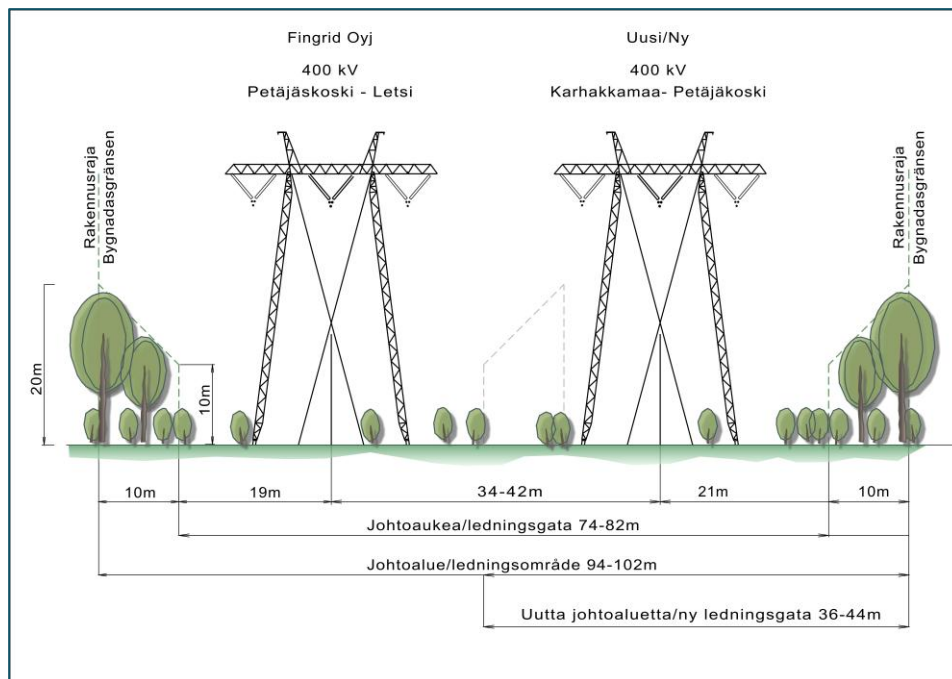 Fingrid Oyj
400 kV
Petäjäskoski - Letsi
Uusi/Ny
400 kV
Karhakkamaa- Petäjäkoski
Rakennusraja
Bygnadasgränsen
Rakennusraja
Bygnadasgränsen
20m
10m
10m
19m
34-42m
21m
10m
Johtoaukea/ledningsgata 74-82m
Johtoalue/ledningsområde 94-102m
Uutta johtoaluetta/ny ledningsgata 36-44m